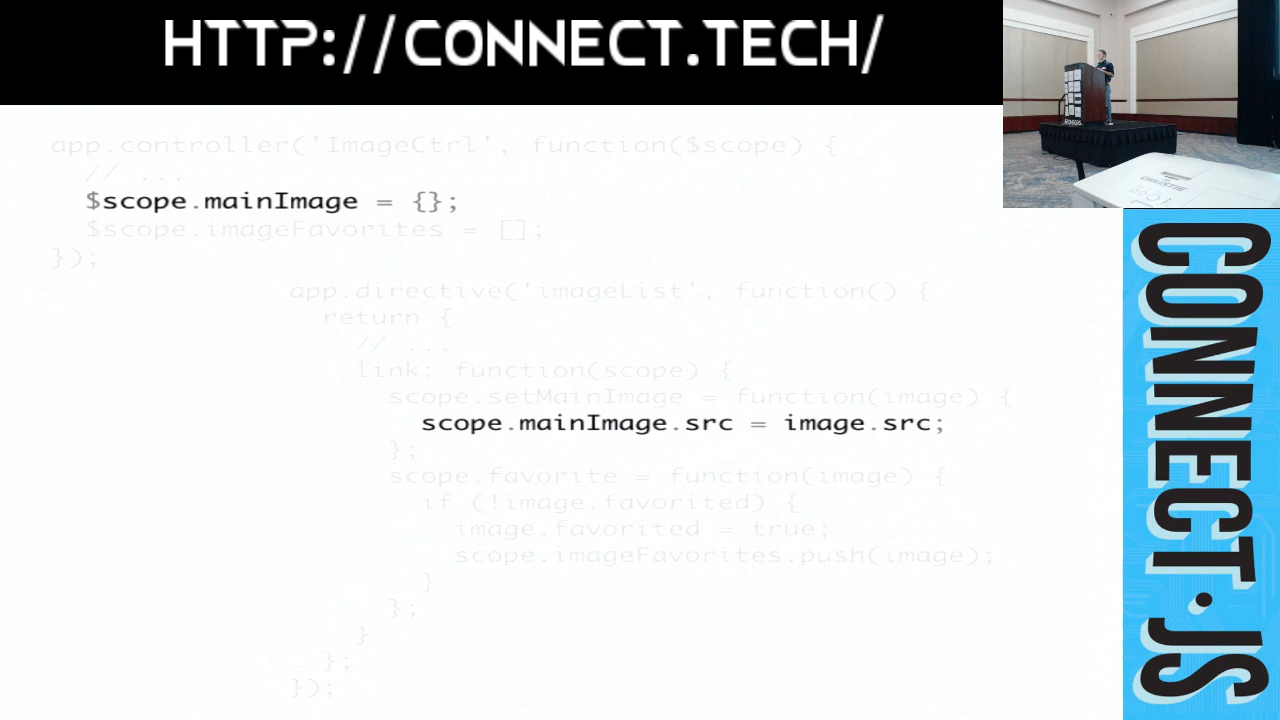 HTTP://CONNECT.TECH/
app.controller('ImageCtrl', function($scope) {
// ...
$scope.mainImage = {};
$scope.imageFavorites = [];
});
app.directive('imageList', function() {
return {
// ...
link: function(scope) {
scope.setMainImage = function(image) {
scope.mainImage.src = image.src;
};
scope.favorite = function(image) {
if (!image.favorited) {
image.favorited = true;
scope.imageFavorites.push(image);
}
};
}
};
});
CHRISTIE
CONNECT.JS